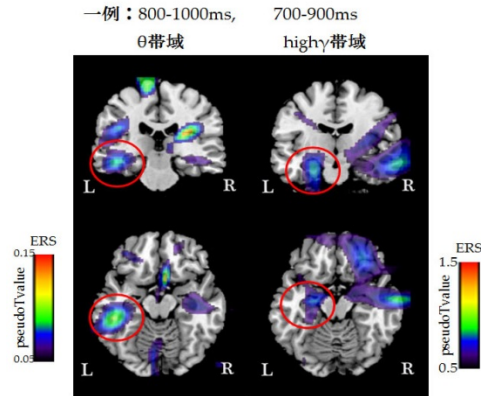 一例：800-1000ms, 700-900ms
θ帯域 highγ帯域
L R L R
ERS
0.15
pseudoTvalue
0.05
ERS
1.5
pseudoTvalue
0.5
L R L R